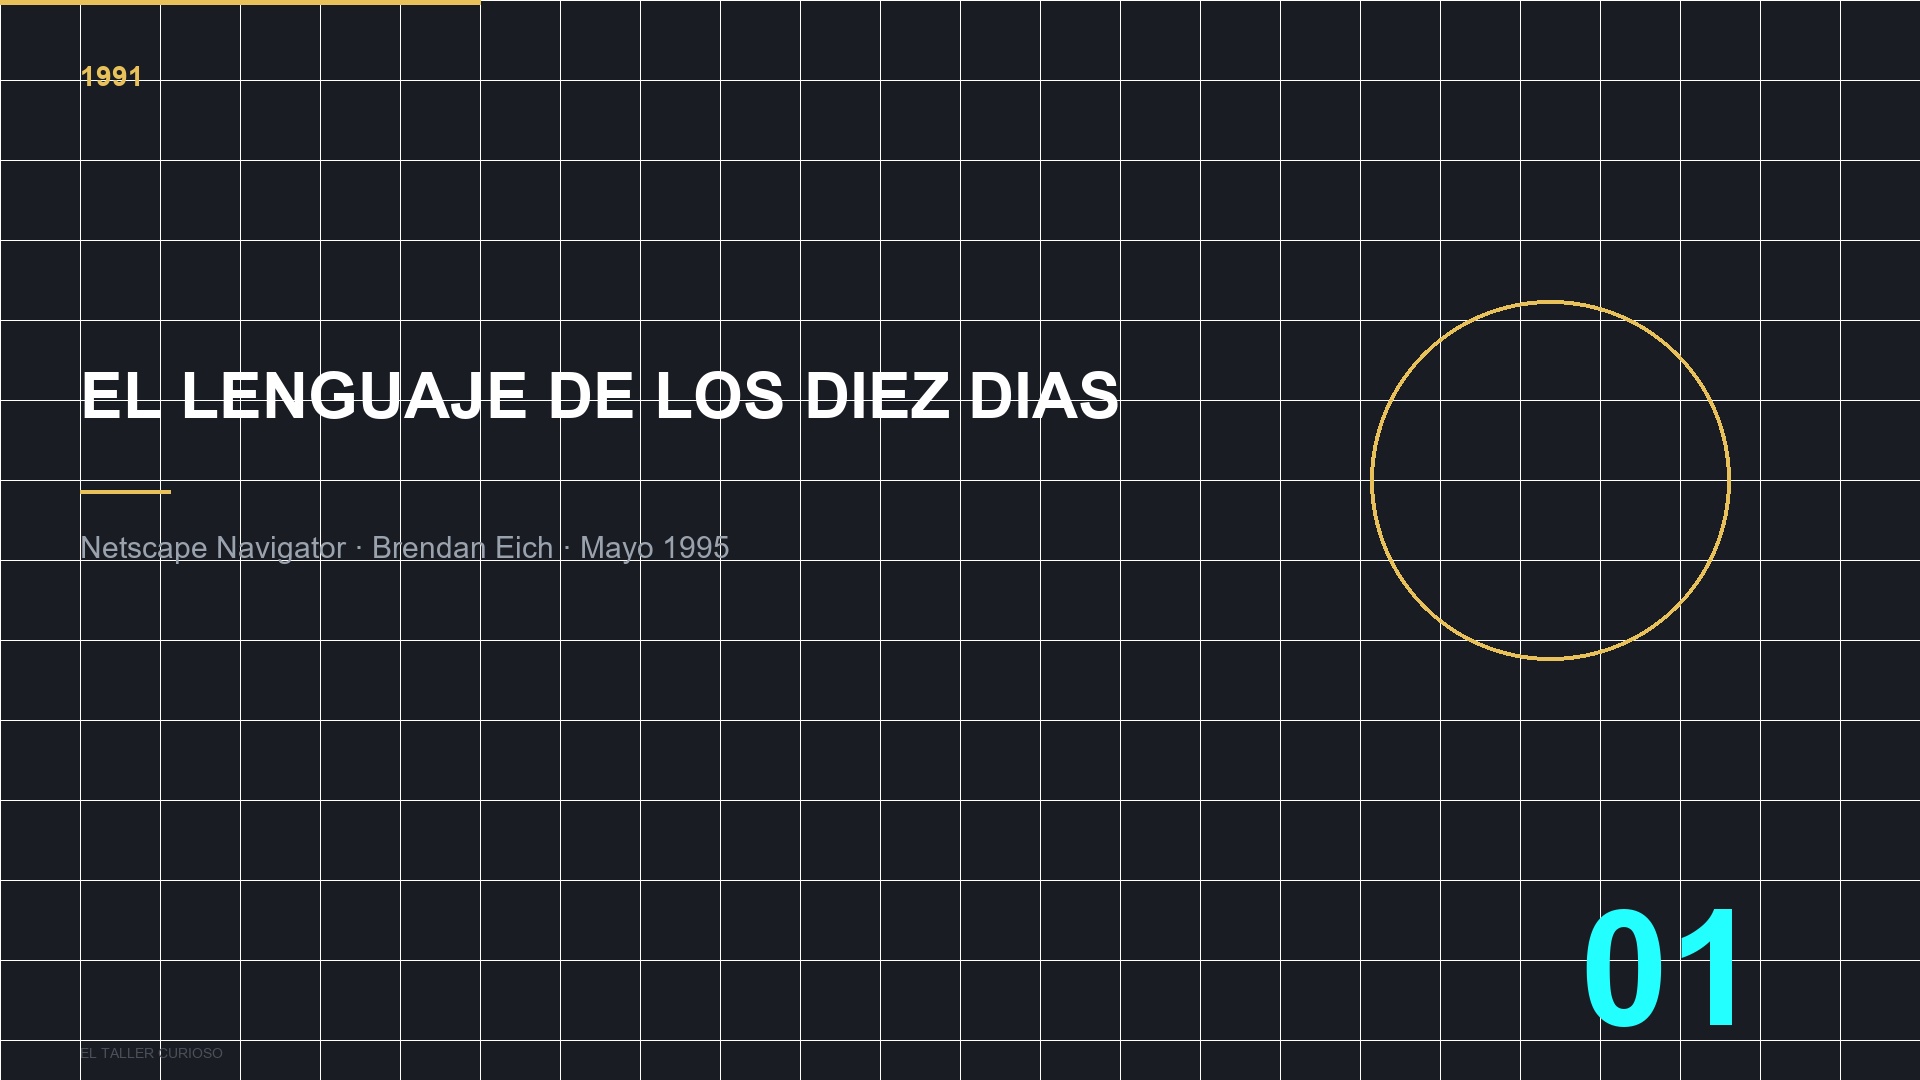 1991
EL LENGUAJE DE LOS DIEZ DIAS
Netscape Navigator · Brendan Eich · Mayo 1995
01
EL TALLER CURIOSO